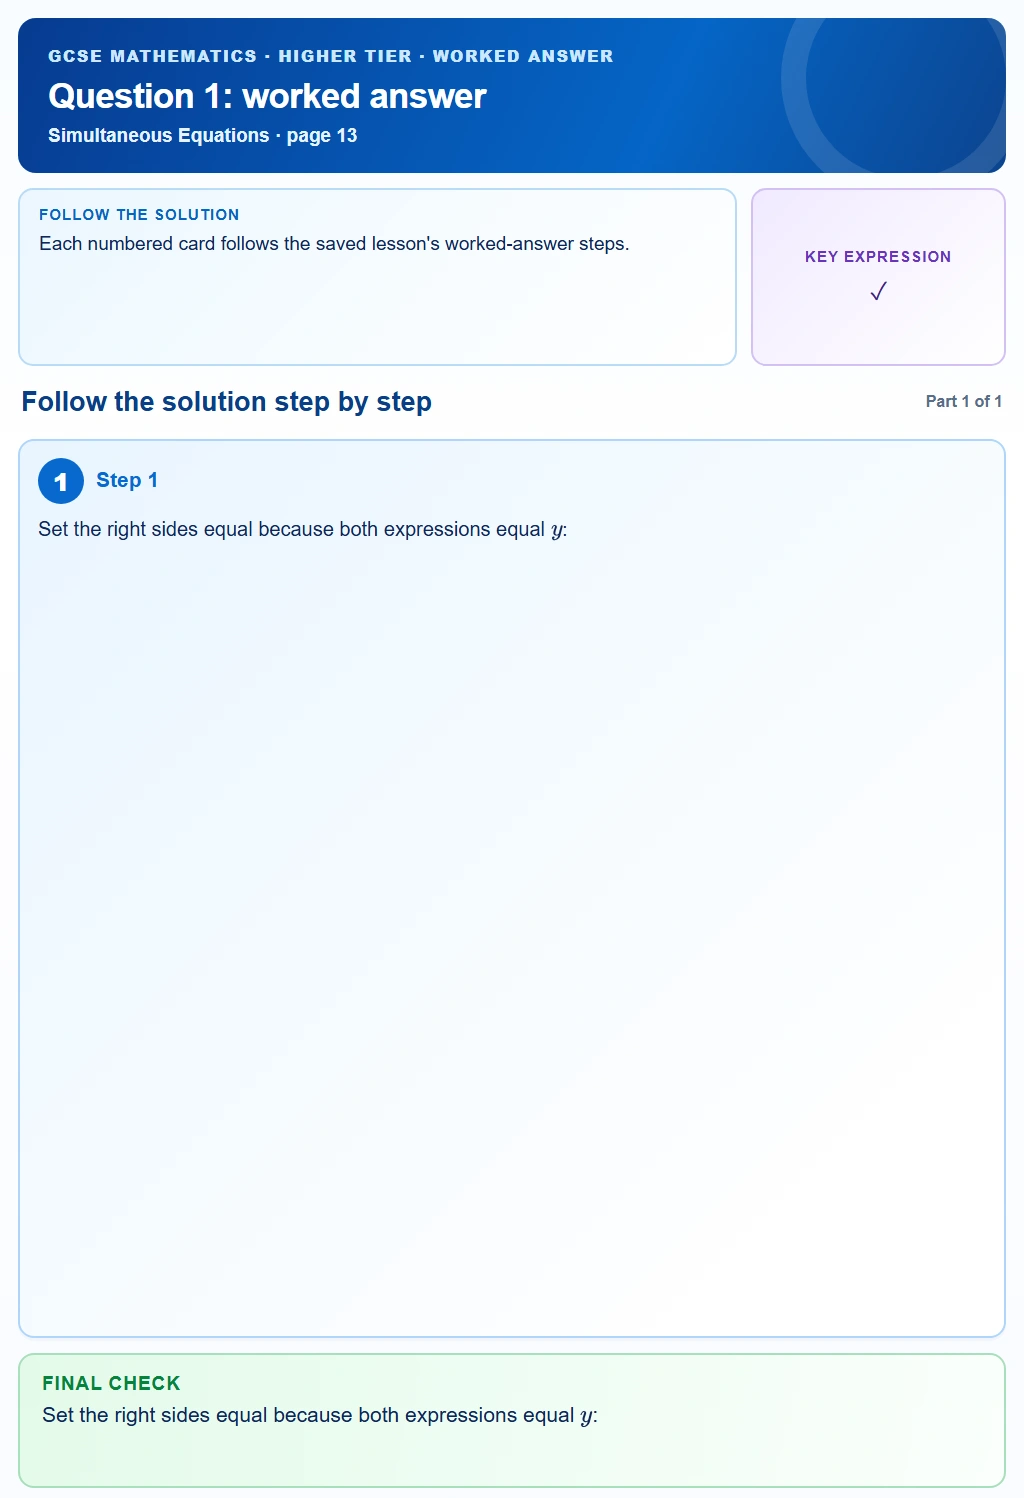 GCSE MATHEMATICS · HIGHER TIER · WORKED ANSWER
Question 1: worked answer
Simultaneous Equations · page 13
FOLLOW THE SOLUTION
Each numbered card follows the saved lesson's worked-answer steps.
KEY EXPRESSION
✓
Follow the solution step by step
Part 1 of 1
1 Step 1
Set the right sides equal because both expressions equal y:
FINAL CHECK
Set the right sides equal because both expressions equal y: